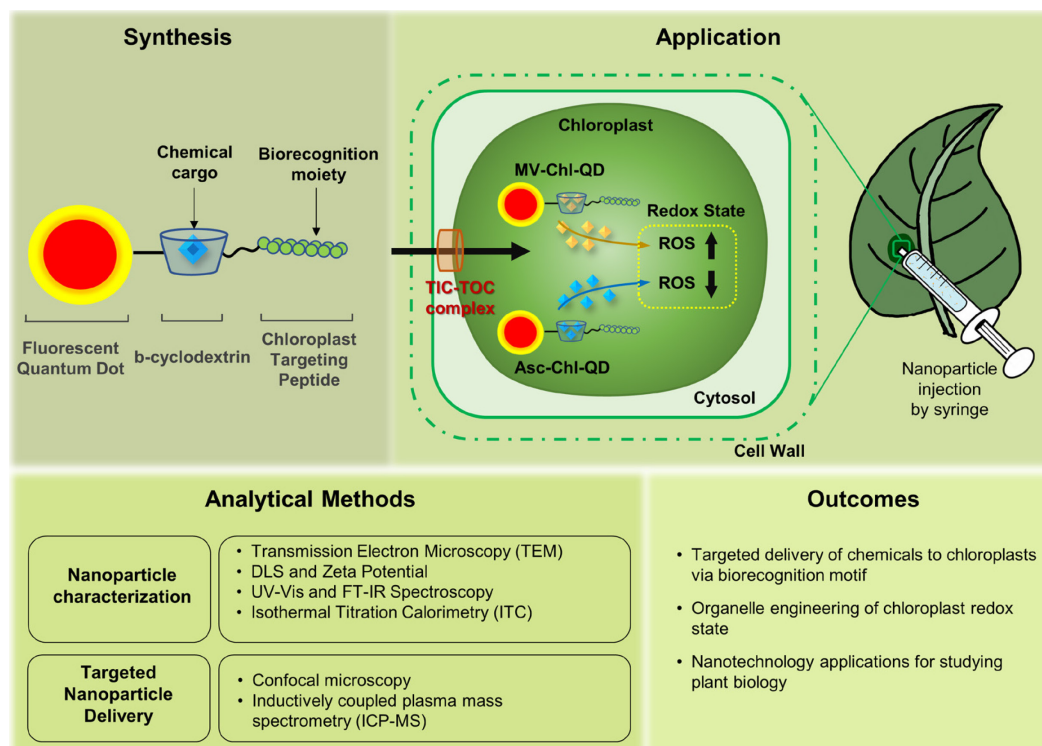 Synthesis
Chemical
cargo
Biorecognition
moiety
Fluorescent
Quantum Dot
b-cyclodextrin
Chloroplast
Targeting
Peptide
Application
Chloroplast
MV-Chl-QD
Redox State
ROS
ROS
TIC-TOC
complex
Asc-Chl-QD
Cytosol
Cell Wall
Nanoparticle
injection
by syringe
Analytical Methods
Nanoparticle
characterization
• Transmission Electron Microscopy (TEM)
• DLS and Zeta Potential
• UV-Vis and FT-IR Spectroscopy
• Isothermal Titration Calorimetry (ITC)
Targeted
Nanoparticle
Delivery
• Confocal microscopy
• Inductively coupled plasma mass
spectrometry (ICP-MS)
Outcomes
• Targeted delivery of chemicals to chloroplasts
via biorecognition motif
• Organelle engineering of chloroplast redox
state
• Nanotechnology applications for studying
plant biology